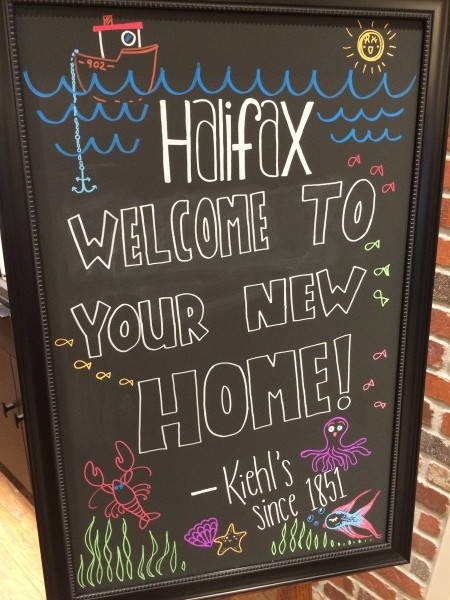 902
Halifax
WELCOME TO
YOUR NEW
HOME!
- Kiehl's
since 1851